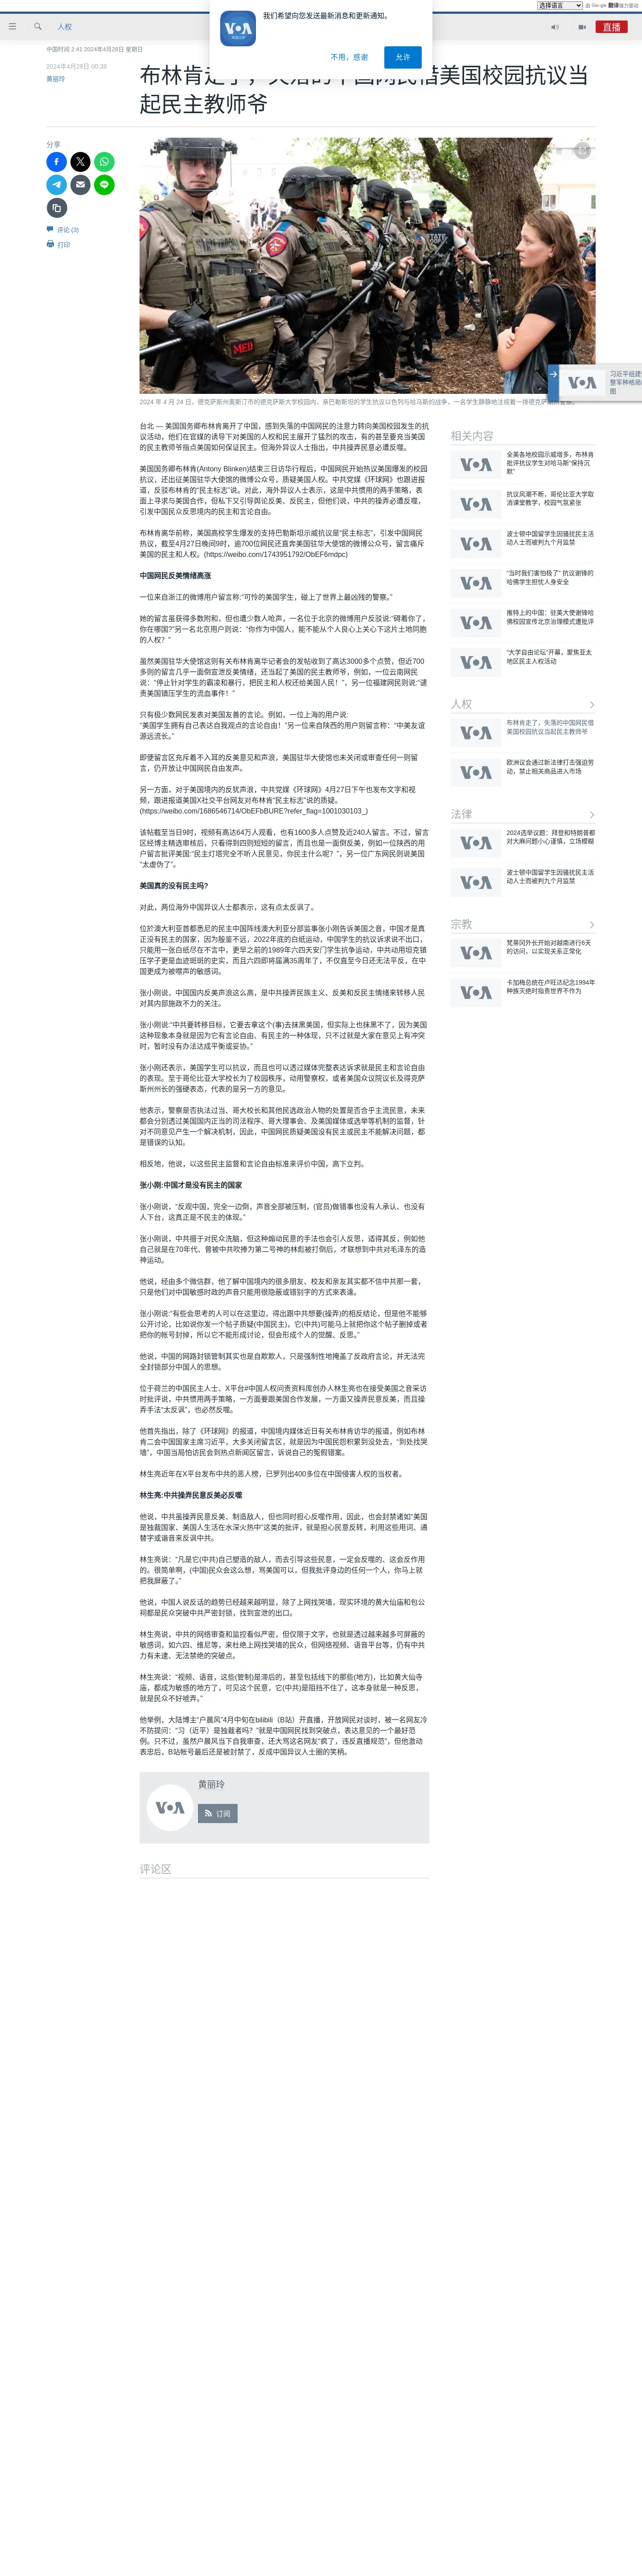 选择语言 由 Google 翻译强力驱动
我们希望向您发送最新消息和更新通知。
不用，感谢
允许
人权
直播
中国时间 2:41 2024年4月29日 星期日
布林肯走了，失落的中国网民借美国校园抗议当
起民主教师爷
2024年4月28日 00:38
黄丽玲
分享
评论 (3)
打印
2024 年 4 月 24 日，德克萨斯州奥斯汀市的德克萨斯大学校园内，亲巴勒斯坦的学生抗议以色列与哈马斯的战争，一名学生静静地注视着一排德克萨斯州警察。
台北 — 美国国务卿布林肯离开了中国，感到失落的中国网民的注意力转向美国校园发生的抗
议活动，他们在官媒的诱导下对美国的人权和民主展开了猛烈的攻击，有的甚至要充当美国
的民主教师爷指点美国如何保证民主。但海外异议人士指出，中共操弄民意必遭反噬。
美国国务卿布林肯(Antony Blinken)结束三日访华行程后，中国网民开始热议美国爆发的校园
抗议，还出征美国驻华大使馆的微博公众号，质疑美国人权。中共党媒《环球网》也跟进报
道，反驳布林肯的“民主标志”说。对此，海外异议人士表示，这是中共惯用的两手策略，表
面上寻求与美国合作，但私下又引导舆论反美、反民主，但他们说，中共的操弄必遭反噬，
引发中国民众反思境内的民主和言论自由。
布林肯离华前称，美国高校学生爆发的支持巴勒斯坦示威抗议是“民主标志”，引发中国网民
热议，截至4月27日晚间9时，逾700位网民还直奔美国驻华大使馆的微博公众号，留言痛斥
美国的民主和人权。(https://weibo.com/1743951792/ObEF6mdpc)
中国网民反美情绪高涨
一位来自浙江的微博用户留言称:“可怜的美国学生，碰上了世界上最凶残的警察。”
她的留言虽获得多数附和，但也遭少数人呛声，一名位于北京的微博用户反驳说:“碍着你了，
你在哪国?”另一名北京用户则说：“你作为中国人，能不能从个人良心上关心下这片土地同胞
的人权？ ”
虽然美国驻华大使馆这则有关布林肯离华记者会的发帖收到了高达3000多个点赞，但近700
多则的留言几乎一面倒宣泄反美情绪，还当起了美国的民主教师爷，例如，一位云南网民
说：“停止针对学生的霸凌和暴行，把民主和人权还给美国人民！”，另一位福建网民则说:“谴
责美国镇压学生的流血事件！”
只有极少数网民发表对美国友善的言论。例如，一位上海的用户说:
“美国学生拥有自己表达自我观点的言论自由！”另一位来自陕西的用户则留言称：“中美友谊
源远流长。”
即便留言区充斥着不入耳的反美意见和声浪，美国驻华大使馆也未关闭或审查任何一则留
言，仍开放让中国网民自由发声。
另一方面，对于美国境内的反犹声浪，中共党媒《环球网》4月27日下午也发布文字和视
频，跟进报道美国X社交平台网友对布林肯“民主标志”说的质疑。
(https://weibo.com/1686546714/ObEFbBURE?refer_flag=1001030103_)
该帖截至当日9时，视频有高达64万人观看，也有1600多人点赞及近240人留言。不过，留言
区经博主精选审核后，只看得到四则短短的留言，而且也是一面倒反美，例如一位陕西的用
户留言批评美国:“民主灯塔完全不听人民意见，你民主什么呢？”，另一位广东网民则说美国
“太虚伪了”。
美国真的没有民主吗?
对此，两位海外中国异议人士都表示，这有点太反讽了。
位於澳大利亚首都悉尼的民主中国阵线澳大利亚分部监事张小刚告诉美国之音，中国才是真
正没有民主的国家，因为殷鉴不远，2022年底的白纸运动，中国学生的抗议诉求说不出口，
只能用一张白纸尽在不言中，更早之前的1989年六四天安门学生抗争运动，中共动用坦克镇
压学子更是血迹斑斑的史实，而且六四即将届满35周年了，不仅直至今日还无法平反，在中
国更成为被噤声的敏感词。
张小刚说，中国国内反美声浪这么高，是中共操弄民族主义、反美和反民主情绪来转移人民
对其内部施政不力的关注。
张小刚说:“中共要转移目标，它要去拿这个(事)去抹黑美国，但实际上也抹黑不了，因为美国
这种现象本身就是因为它有言论自由、有民主的一种体现，只不过就是大家在意见上有冲突
时，暂时没有办法达成平衡或妥协。”
张小刚还表示，美国学生可以抗议，而且也可以透过媒体完整表达诉求就是民主和言论自由
的表现。至于哥伦比亚大学校长为了校园秩序，动用警察权，或者美国众议院议长及得克萨
斯州州长的强硬表态，代表的是另一方的意见。
他表示，警察是否执法过当、哥大校长和其他民选政治人物的处置是否合乎主流民意，未来
都会分别透过美国国内正当的司法程序、哥大理事会、及美国媒体或选举等机制的监督，针
对不同意见产生一个解决机制，因此，中国网民质疑美国没有民主或民主不能解决问题，都
是错误的认知。
相反地，他说，以这些民主监督和言论自由标准来评价中国，高下立判。
张小刚:中国才是没有民主的国家
张小刚说，“反观中国，完全一边倒，声音全部被压制，(官员)做错事也没有人承认、也没有
人下台，这真正是不民主的体现。”
张小刚说，中共擅于对民众洗脑，但这种煽动民意的手法也会引人反思，适得其反，例如他
自己就是在70年代、曾被中共吹捧为第二号神的林彪被打倒后，才联想到中共对毛泽东的造
神运动。
他说，经由多个微信群，他了解中国境内的很多朋友、校友和亲友其实都不信中共那一套，
只是他们对中国敏感时政的声音只能用很隐蔽或错别字的方式来表達。
张小刚说:“有些会思考的人可以在这里边，得出跟中共想要(操弄)的相反结论，但是他不能够
公开讨论，比如说你发一个帖子质疑(中国民主)，它(中共)可能马上就把你这个帖子删掉或者
把你的帐号封掉，所以它不能形成讨论，但会形成个人的觉醒、反思。”
他说，中国的网路封锁管制其实也是自欺欺人，只是强制性地掩盖了反政府言论，并无法完
全封锁部分中国人的思想。
位于荷兰的中国民主人士、X平台#中国人权问责资料库创办人林生亮也在接受美国之音采访
时批评说，中共惯用两手策略，一方面要跟美国合作发展，一方面又操弄民意反美，而且操
弄手法“太反讽”，也必然反噬。
他首先指出，除了《环球网》的报道，中国境内媒体近日有关布林肯访华的报道，例如布林
肯二会中国国家主席习近平，大多关闭留言区，就是因为中国民怨积累到没处去，“到处找哭
墙”，中国当局怕访民会到热点新闻区留言，诉说自己的冤假错案。
林生亮近年在X平台发布中共的恶人榜，已罗列出400多位在中国侵害人权的当权者。
林生亮:中共操弄民意反美必反噬
他说，中共虽操弄民意反美、制造敌人，但也同时担心反噬作用，因此，也会封禁诸如“美国
是独裁国家、美国人生活在水深火热中”这类的批评，就是担心民意反转，利用这些用词、通
替字或谐音来反讽中共。
林生亮说：“凡是它(中共)自己塑造的敌人，而去引导这些民意，一定会反噬的、这会反作用
的。很简单啊，(中国)民众会这么想，骂美国可以，但我批评身边的任何一个人，你马上就
把我屏蔽了。”
他说，中国人说反话的趋势已经越来越明显，除了上网找哭墙，现实环境的黄大仙庙和包公
祠都是民众突破中共严密封锁，找到宣泄的出口。
林生亮说，中共的网络审查和监控看似严密，但仅限于文字，也就是透过越来越多可屏蔽的
敏感词，如六四、维尼等，来杜绝上网找哭墙的民众，但网络视频、语音平台等，仍有中共
力有未逮、无法禁绝的突破点。
林生亮说：“视频、语音，这些(管制)是滞后的，甚至包括线下的那些(地方)，比如黄大仙寺
庙，都成为敏感的地方了，可见这个民意，它(中共)是阻挡不住了，这本身就是一种反思，
就是民众不好唬弄。”
他举例，大陆博主“户晨风”4月中旬在bilibili（B站）开直播，开放网民对谈时，被一名网友冷
不防提问：“习（近平）是独裁者吗？”就是中国网民找到突破点，表达意见的一个最好范
例。只不过，虽然户晨风当下自我审查，还大骂这名网友“疯了，违反直播规范”，但他激动
表忠后，B站帐号最后还是被封禁了，反成中国异议人士圈的笑柄。
黄丽玲
订阅
评论区
习近平组建
整军种格局
图
相关内容
全美各地校园示威增多，布林肯
批评抗议学生对哈马斯“保持沉
默”
抗议风潮不断，哥伦比亚大学取
消课堂教学，校园气氛紧张
波士顿中国留学生因骚扰民主活
动人士而被判九个月监禁
“当时我们害怕极了” 抗议谢锋的
哈佛学生担忧人身安全
推特上的中国：驻美大使谢锋哈
佛校园宣传北京治理模式遭批评
“大学自由论坛”开幕，聚焦亚太
地区民主人权活动
人权
布林肯走了，失落的中国网民借
美国校园抗议当起民主教师爷
欧洲议会通过新法律打击强迫劳
动，禁止相关商品进入市场
法律
2024选举议题：拜登和特朗普都
对大麻问题小心谨慎，立场模糊
波士顿中国留学生因骚扰民主活
动人士而被判九个月监禁
宗教
梵蒂冈外长开始对越南进行6天
的访问，以实现关系正常化
卡加梅总统在卢旺达纪念1994年
种族灭绝时指责世界不作为